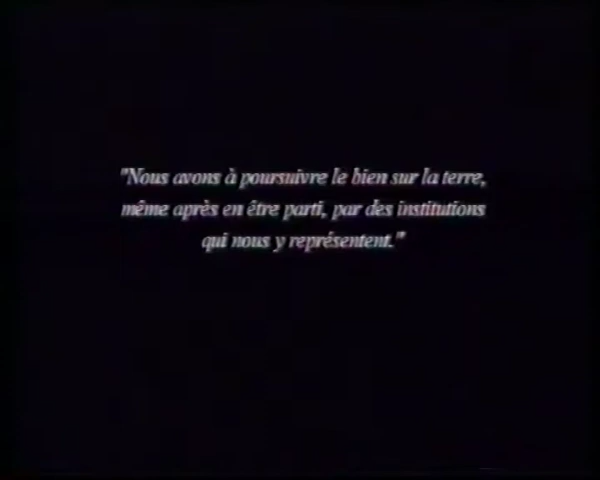 "Nous avons à poursuivre le bien sur la terre,
même après en être parti, par des institutions
qui nous y représentent."